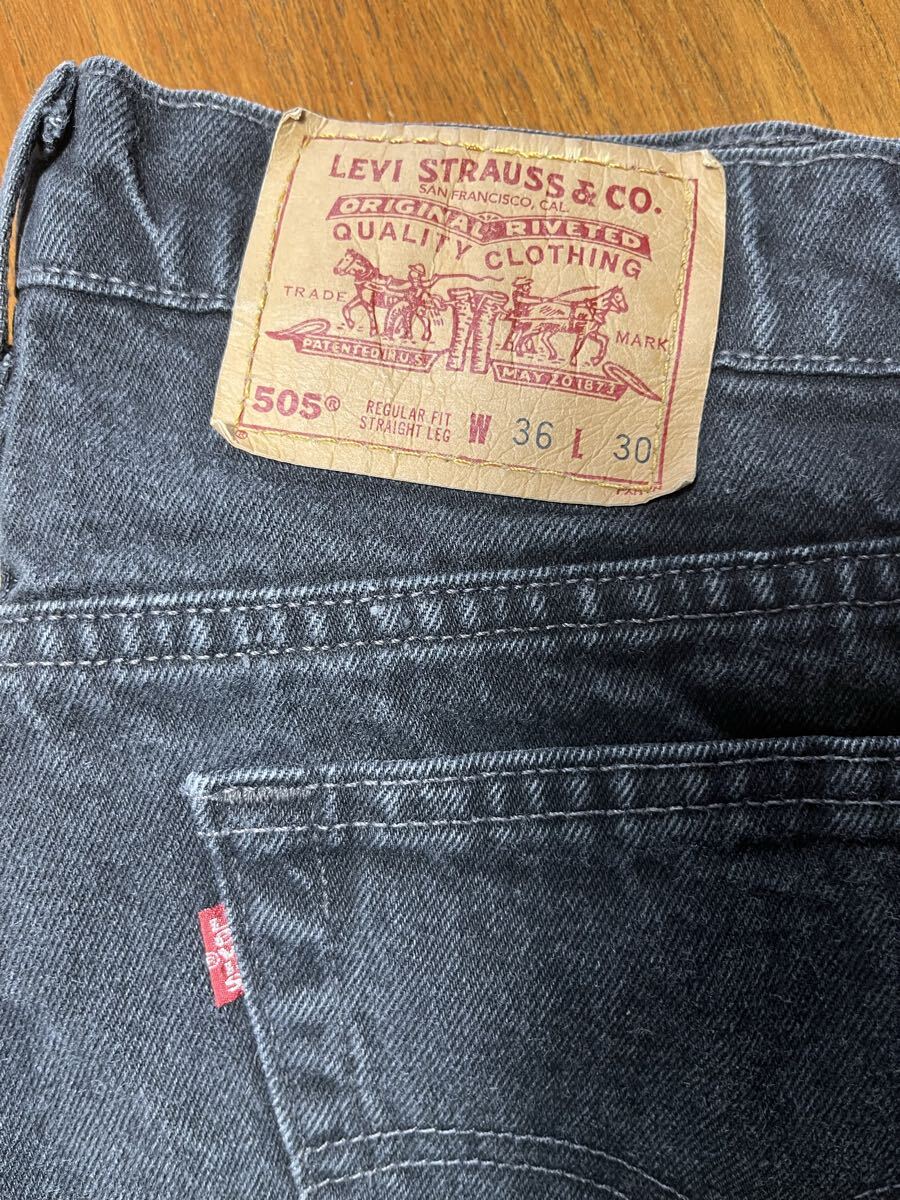 LEVI STRAUSS & CO.
SAN FRANCISCO, CAL.
ORIGINAL RIVETED
QUALITY CLOTHING
TRADE MARK
PATENTED IN U.S.
MAY 20 1873
505® REGULAR FIT
STRAIGHT LEG
W 36 L 30
®
LEVI'S
®